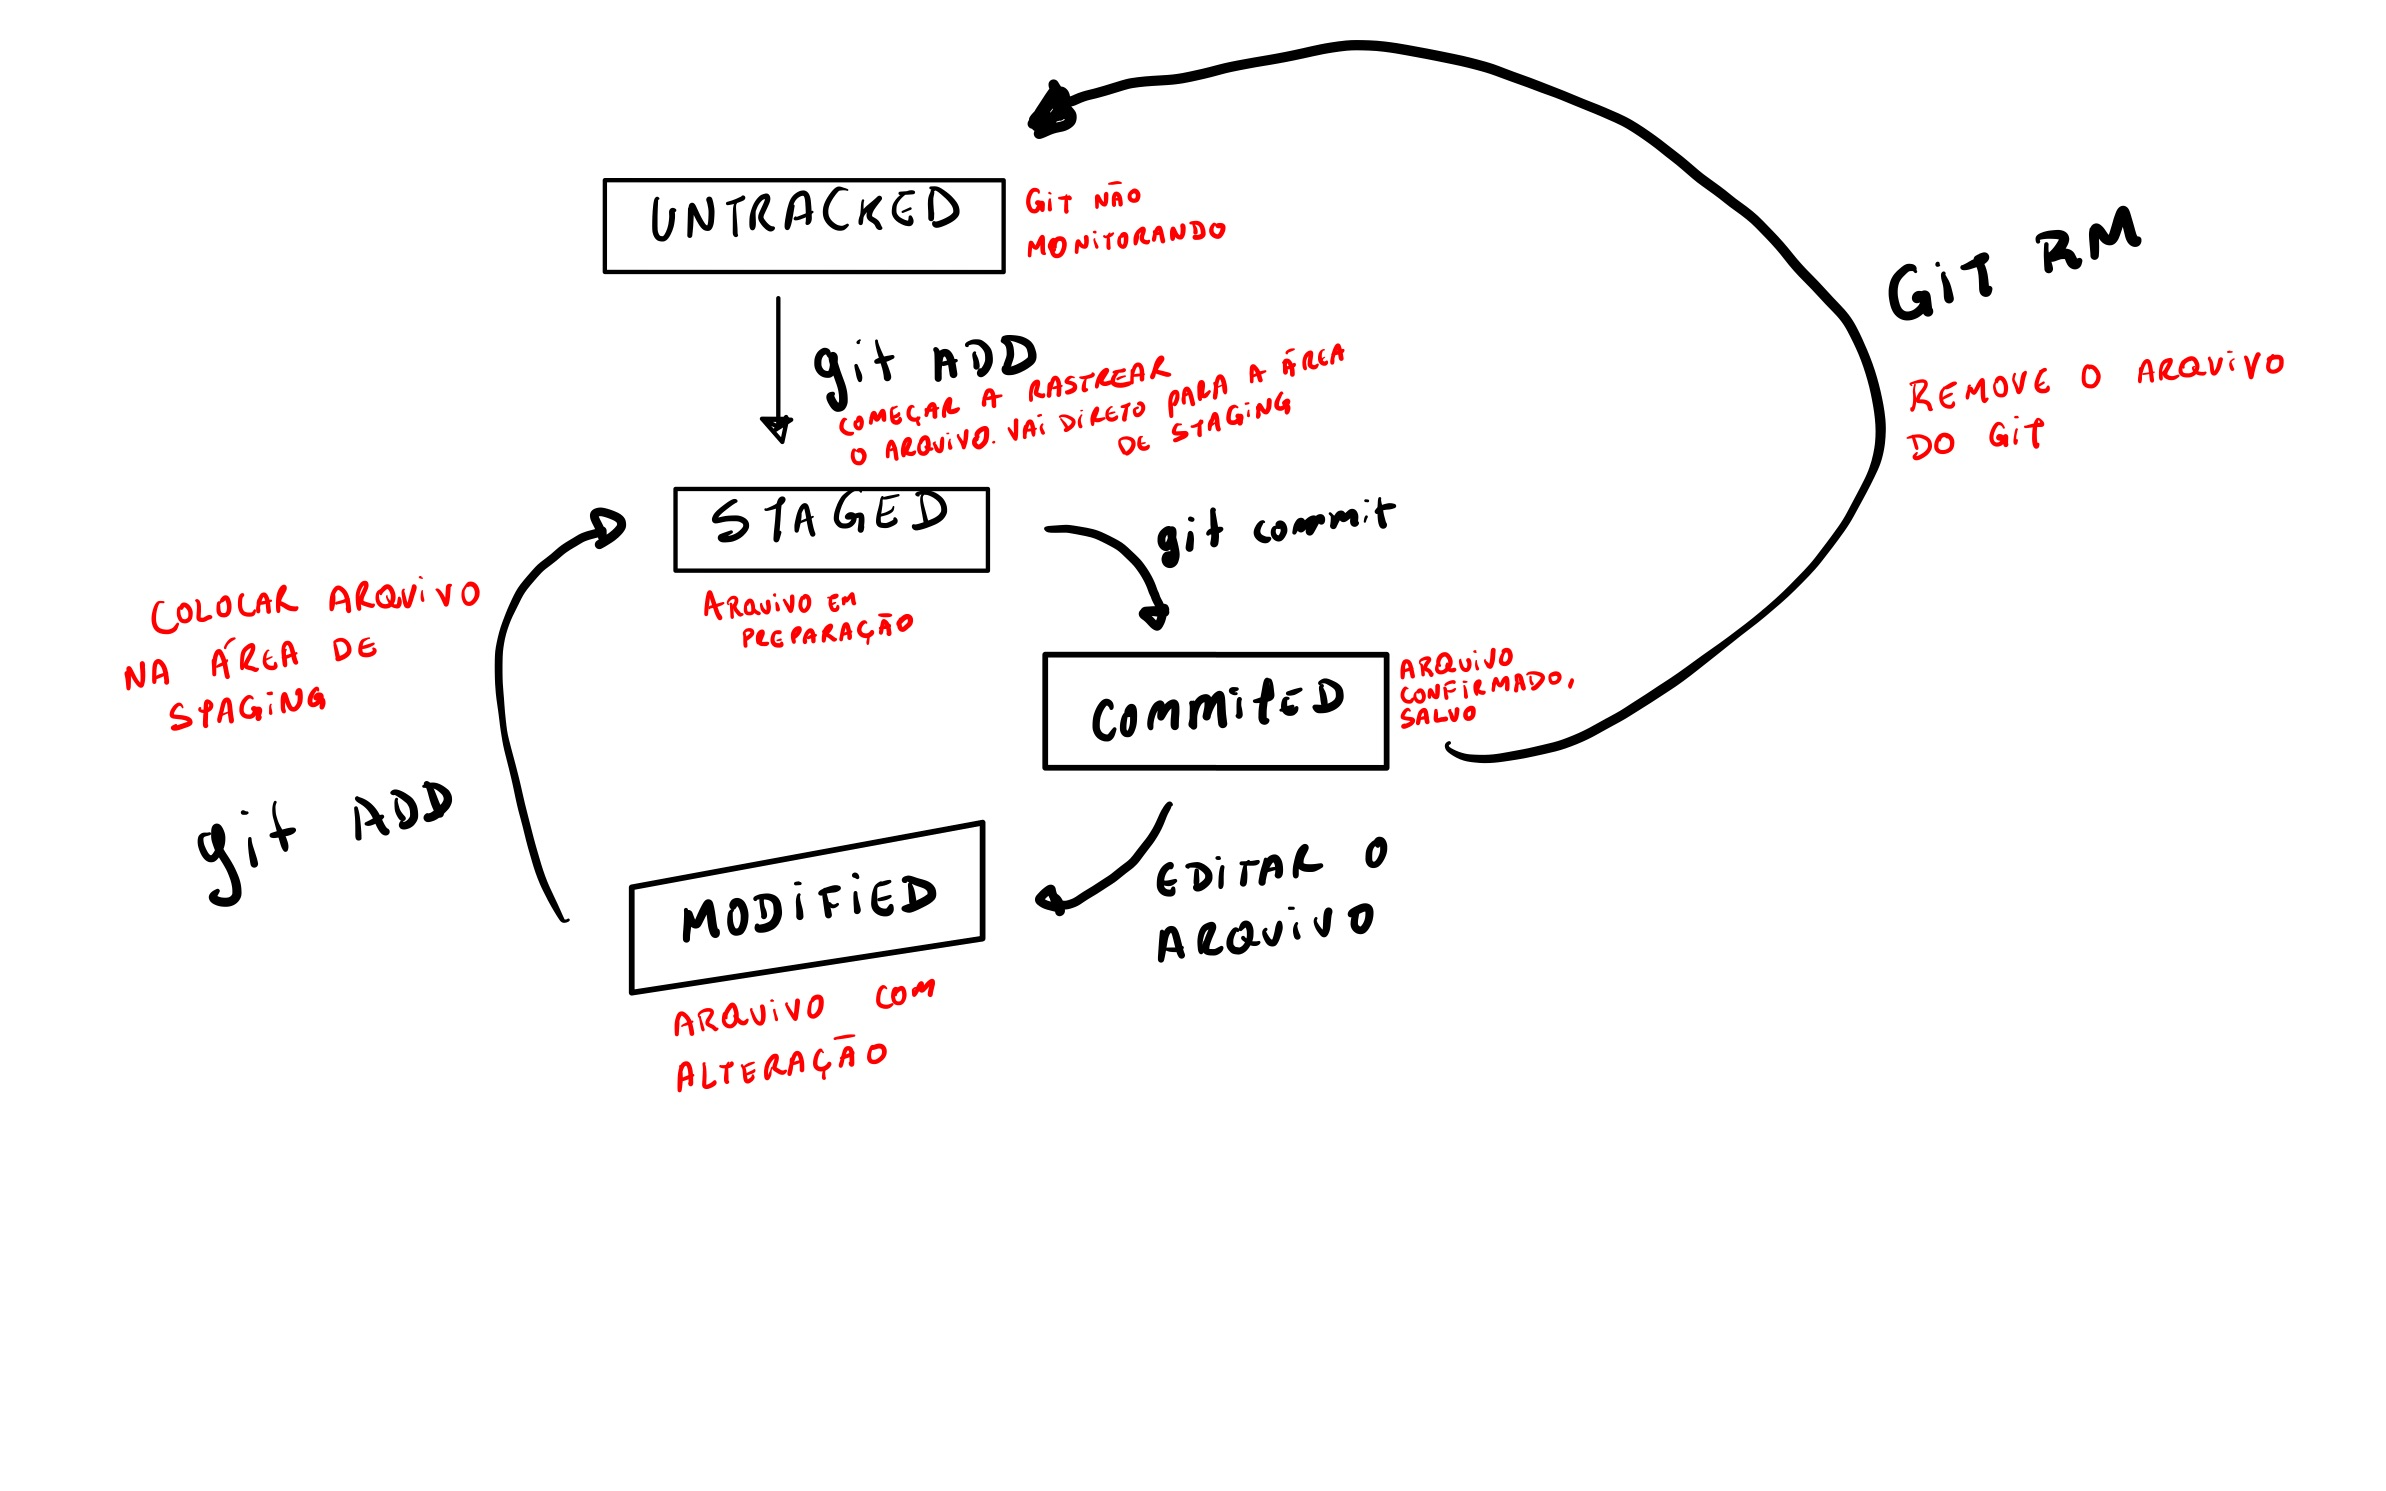 UNTRACKED
GiT NÃO
MONiTORANDO
git ADD
COMEÇAR A RASTREAR
O ARQUiVO. VAi DiRETO PARA A ÁREA
DE STAGiNG
GiT RM
REMOVE O ARQUiVO
DO GiT
STAGED
ARQUiVO EM
PREPARAÇÃO
git commit
COLOCAR ARQUiVO
NA ÁREA DE
STAGiNG
git ADD
COMMiTED
ARQUiVO
CONFiRMADO,
SALVO
EDiTAR O
ARQUiVO
MODiFiED
ARQUiVO COM
ALTERAÇÃO